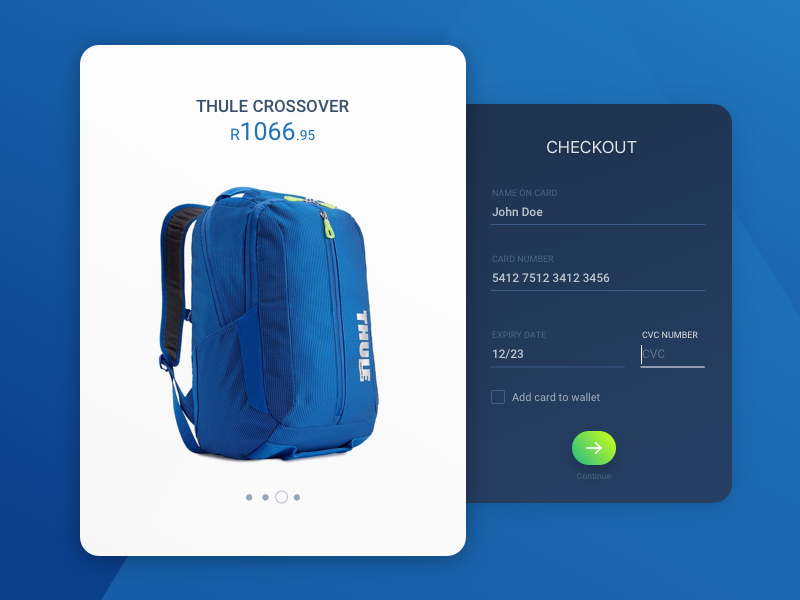 THULE CROSSOVER
R1066.95
THULE
CHECKOUT
NAME ON CARD
John Doe
CARD NUMBER
5412 7512 3412 3456
EXPIRY DATE
12/23
CVC NUMBER
CVC
Add card to wallet
Continue